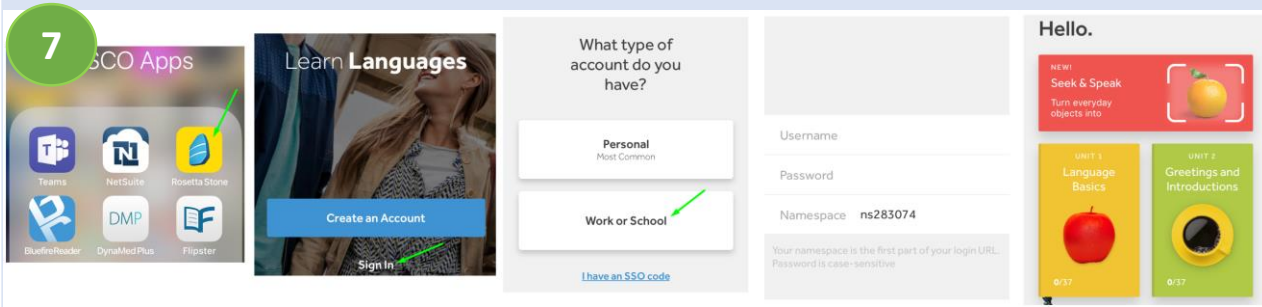 7
SCO Apps
Teams
NetSuite
Rosetta Stone
BluefireReader
DMP
DynaMed Plus
Flipster
Learn Languages
Create an Account
Sign In
What type of
account do you
have?
Personal
Most Common
Work or School
I have an SSO code
Username
Password
Namespace ns283074
Your namespace is the first part of your login URL.
Password is case-sensitive
Hello.
NEW!
Seek & Speak
Turn everyday
objects into
UNIT 1
Language
Basics
0/37
UNIT 2
Greetings and
Introductions
0/37